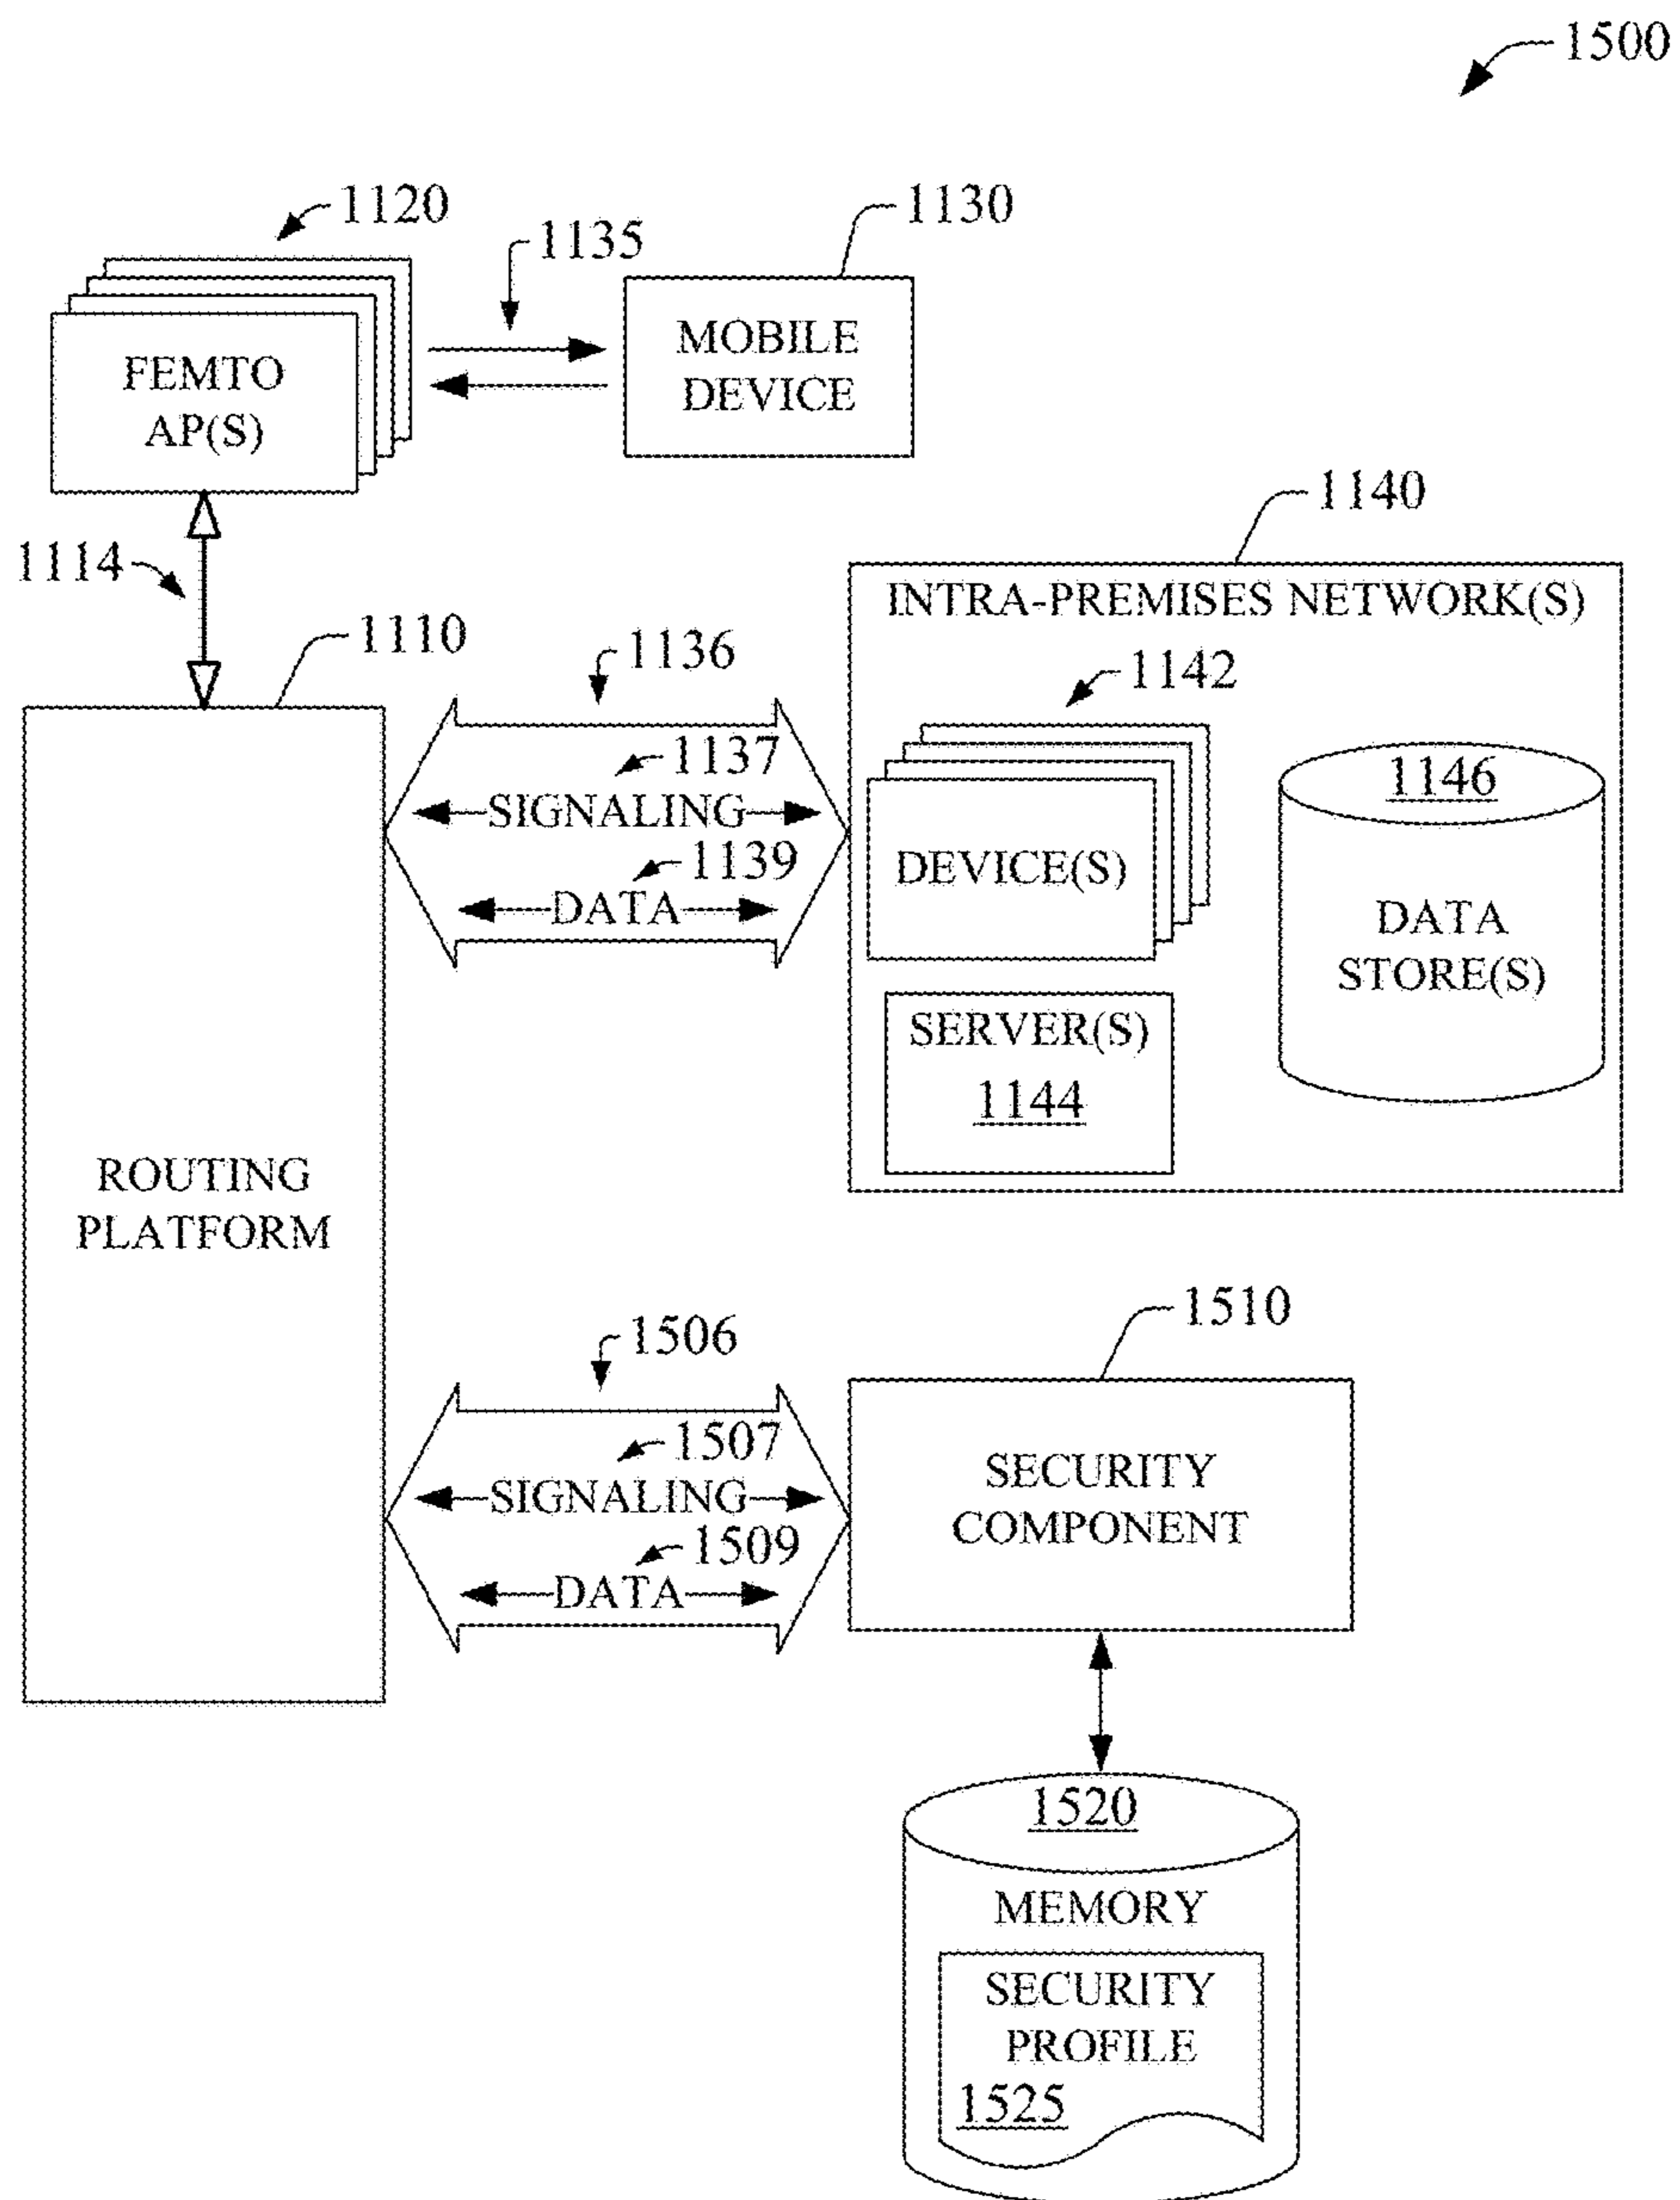 1500
1120
1135
1130
FEMTO
AP(S)
MOBILE
DEVICE
1114
1110
1140
INTRA-PREMISES NETWORK(S)
1136
1137
SIGNALING
1139
DATA
1142
DEVICE(S)
1146
DATA
STORE(S)
SERVER(S)
1144
ROUTING
PLATFORM
1506
1507
SIGNALING
1509
DATA
1510
SECURITY
COMPONENT
1520
MEMORY
SECURITY
PROFILE
1525